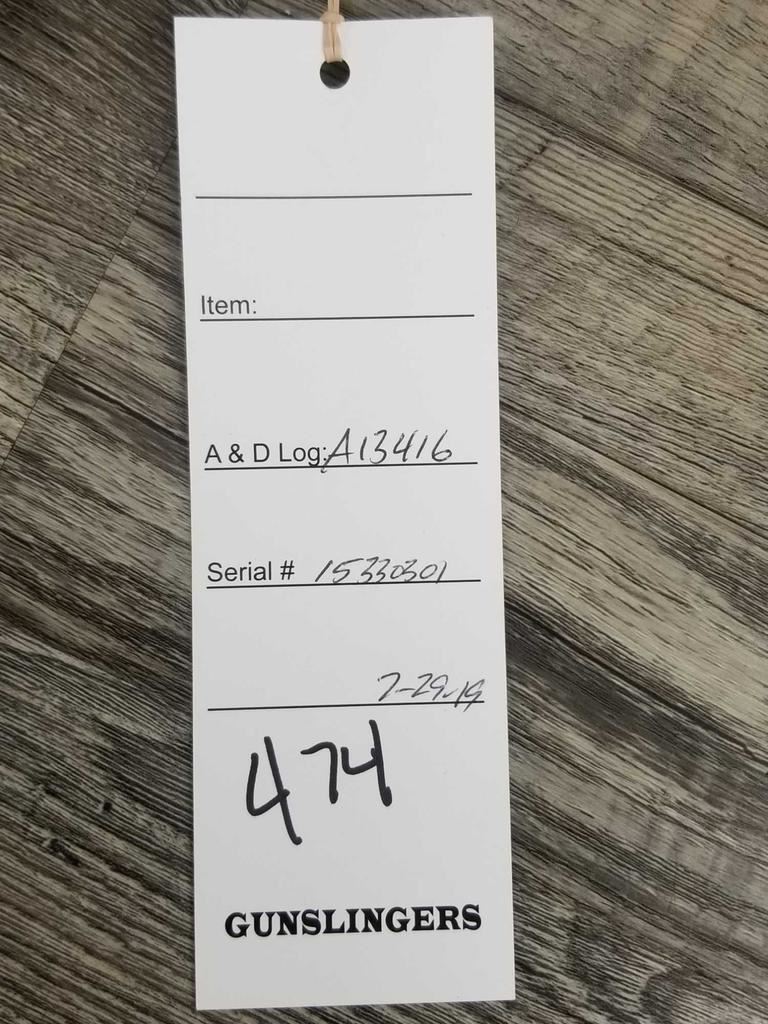 Item:
A & D Log: A13416
Serial # 15330301
7-29-19
474
GUNSLINGERS